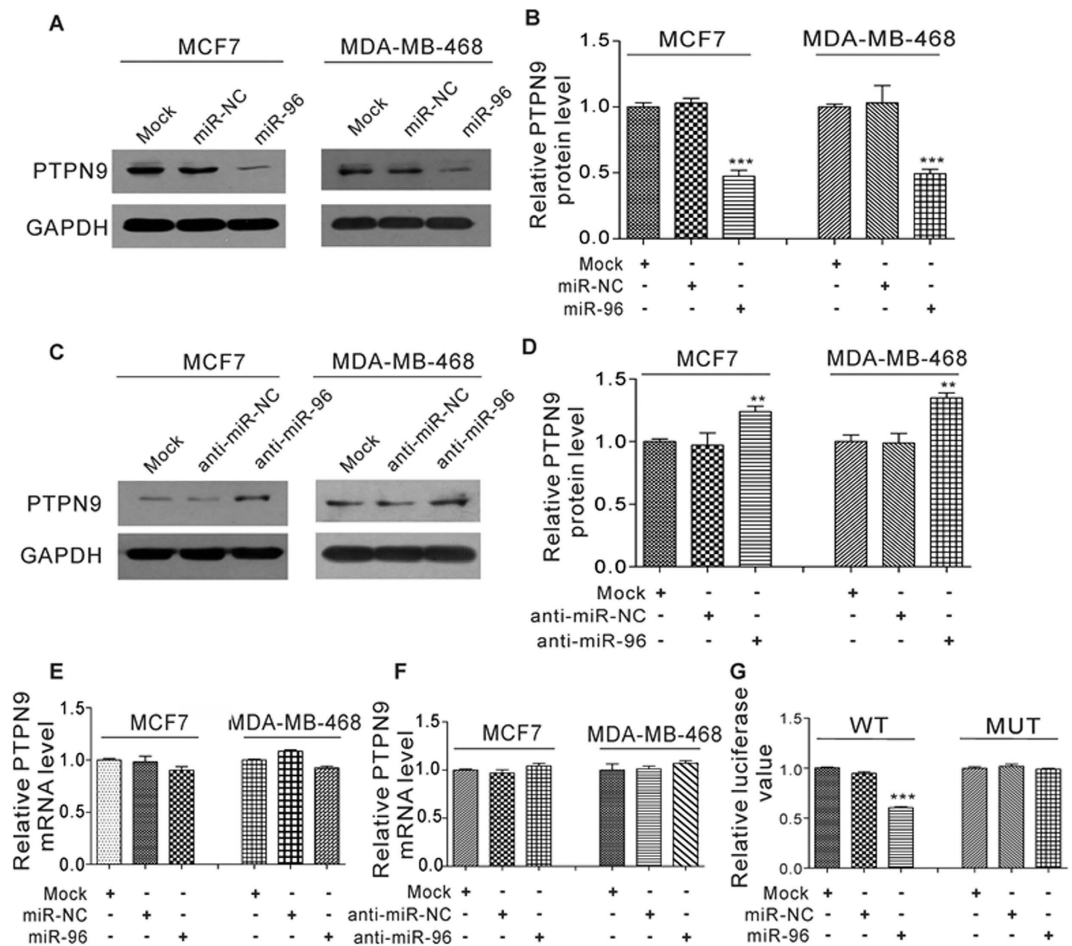 A
MCF7
MDA-MB-468
Mock
miR-NC
miR-96
Mock
miR-NC
miR-96
PTPN9
GAPDH
B
MCF7
MDA-MB-468
Relative PTPN9
protein level
1.5
1.0
0.5
0.0
***
***
Mock + - - + - -
miR-NC - + - - + -
miR-96 - - + - - +
C
MCF7
MDA-MB-468
Mock
anti-miR-NC
anti-miR-96
Mock
anti-miR-NC
anti-miR-96
PTPN9
GAPDH
D
MCF7
MDA-MB-468
Relative PTPN9
protein level
1.5
1.0
0.5
0.0
**
**
Mock + - - + - -
anti-miR-NC - + - - + -
anti-miR-96 - - + - - +
E
MCF7
MDA-MB-468
Relative PTPN9
mRNA level
1.5
1.0
0.5
0.0
Mock + - - + - -
miR-NC - + - - + -
miR-96 - - + - - +
F
MCF7
MDA-MB-468
Relative PTPN9
mRNA level
1.5
1.0
0.5
0.0
Mock + - - + - -
anti-miR-NC - + - - + -
anti-miR-96 - - + - - +
G
WT
MUT
Relative luciferase
value
1.5
1.0
0.5
0.0
***
Mock + - - + - -
miR-NC - + - - + -
miR-96 - - + - - +